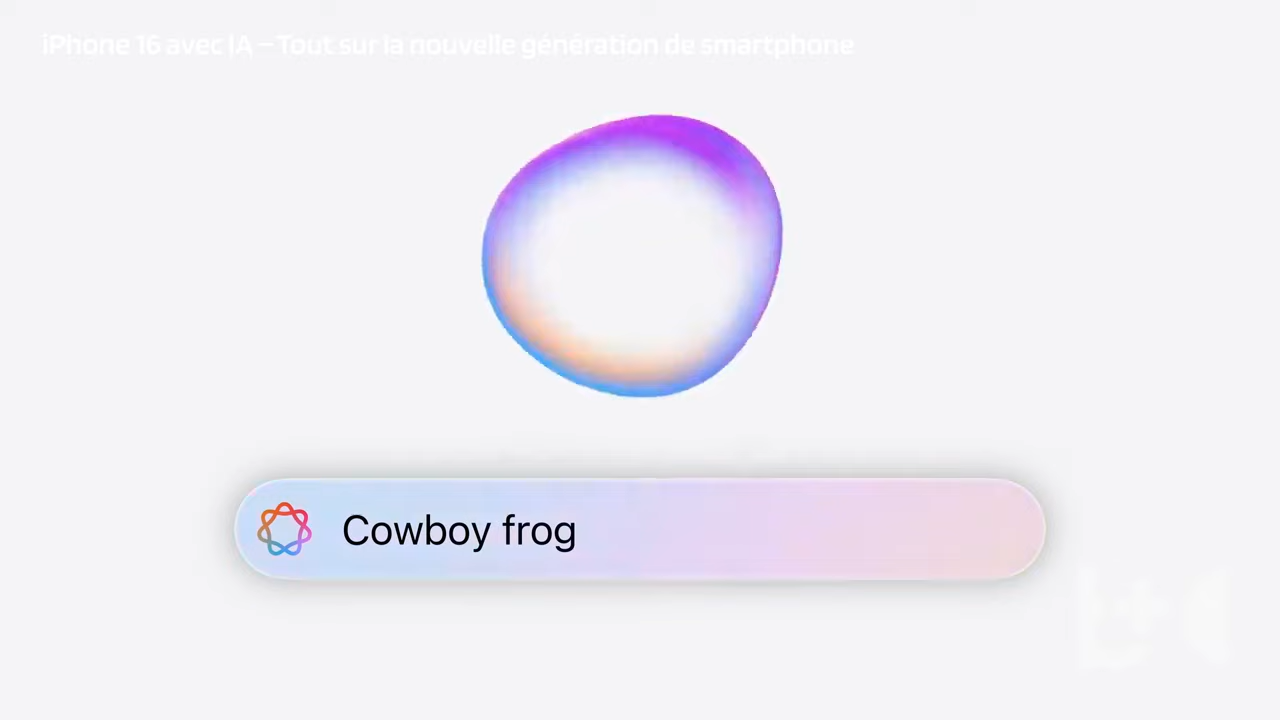 iPhone 16 avec IA – Tout sur la nouvelle génération de smartphone
Cowboy frog